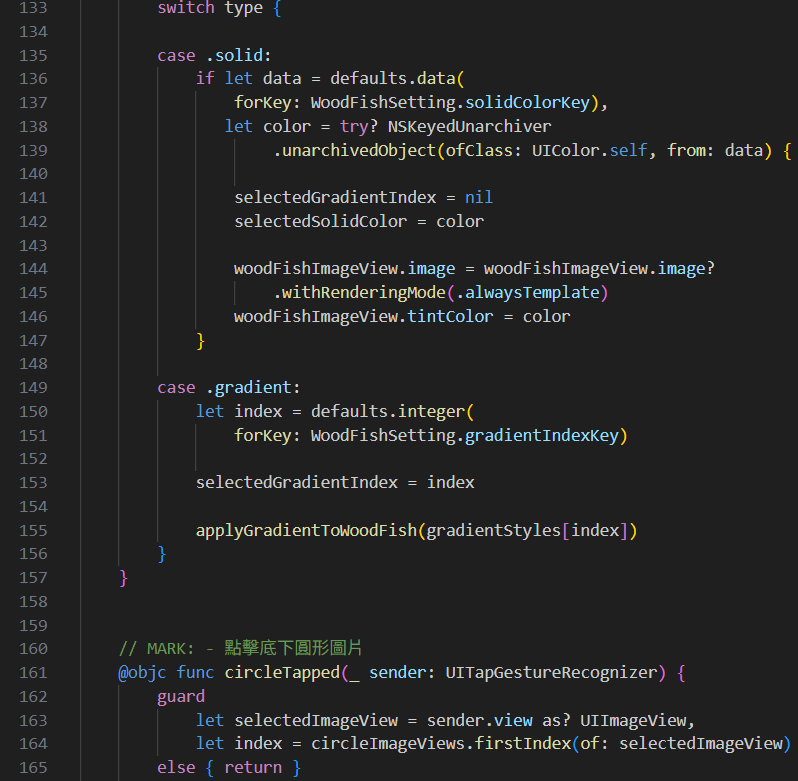 133 switch type {
134
135 case .solid:
136 if let data = defaults.data(
137 forKey: WoodFishSetting.solidColorKey),
138 let color = try? NSKeyedUnarchiver
139 .unarchivedObject(ofClass: UIColor.self, from: data) {
140
141 selectedGradientIndex = nil
142 selectedSolidColor = color
143
144 woodFishImageView.image = woodFishImageView.image?
145 .withRenderingMode(.alwaysTemplate)
146 woodFishImageView.tintColor = color
147 }
148
149 case .gradient:
150 let index = defaults.integer(
151 forKey: WoodFishSetting.gradientIndexKey)
152
153 selectedGradientIndex = index
154
155 applyGradientToWoodFish(gradientStyles[index])
156 }
157 }
158
159
160 // MARK: - 點擊底下圓形圖片
161 @objc func circleTapped(_ sender: UITapGestureRecognizer) {
162 guard
163 let selectedImageView = sender.view as? UIImageView,
164 let index = circleImageViews.firstIndex(of: selectedImageView)
165 else { return }